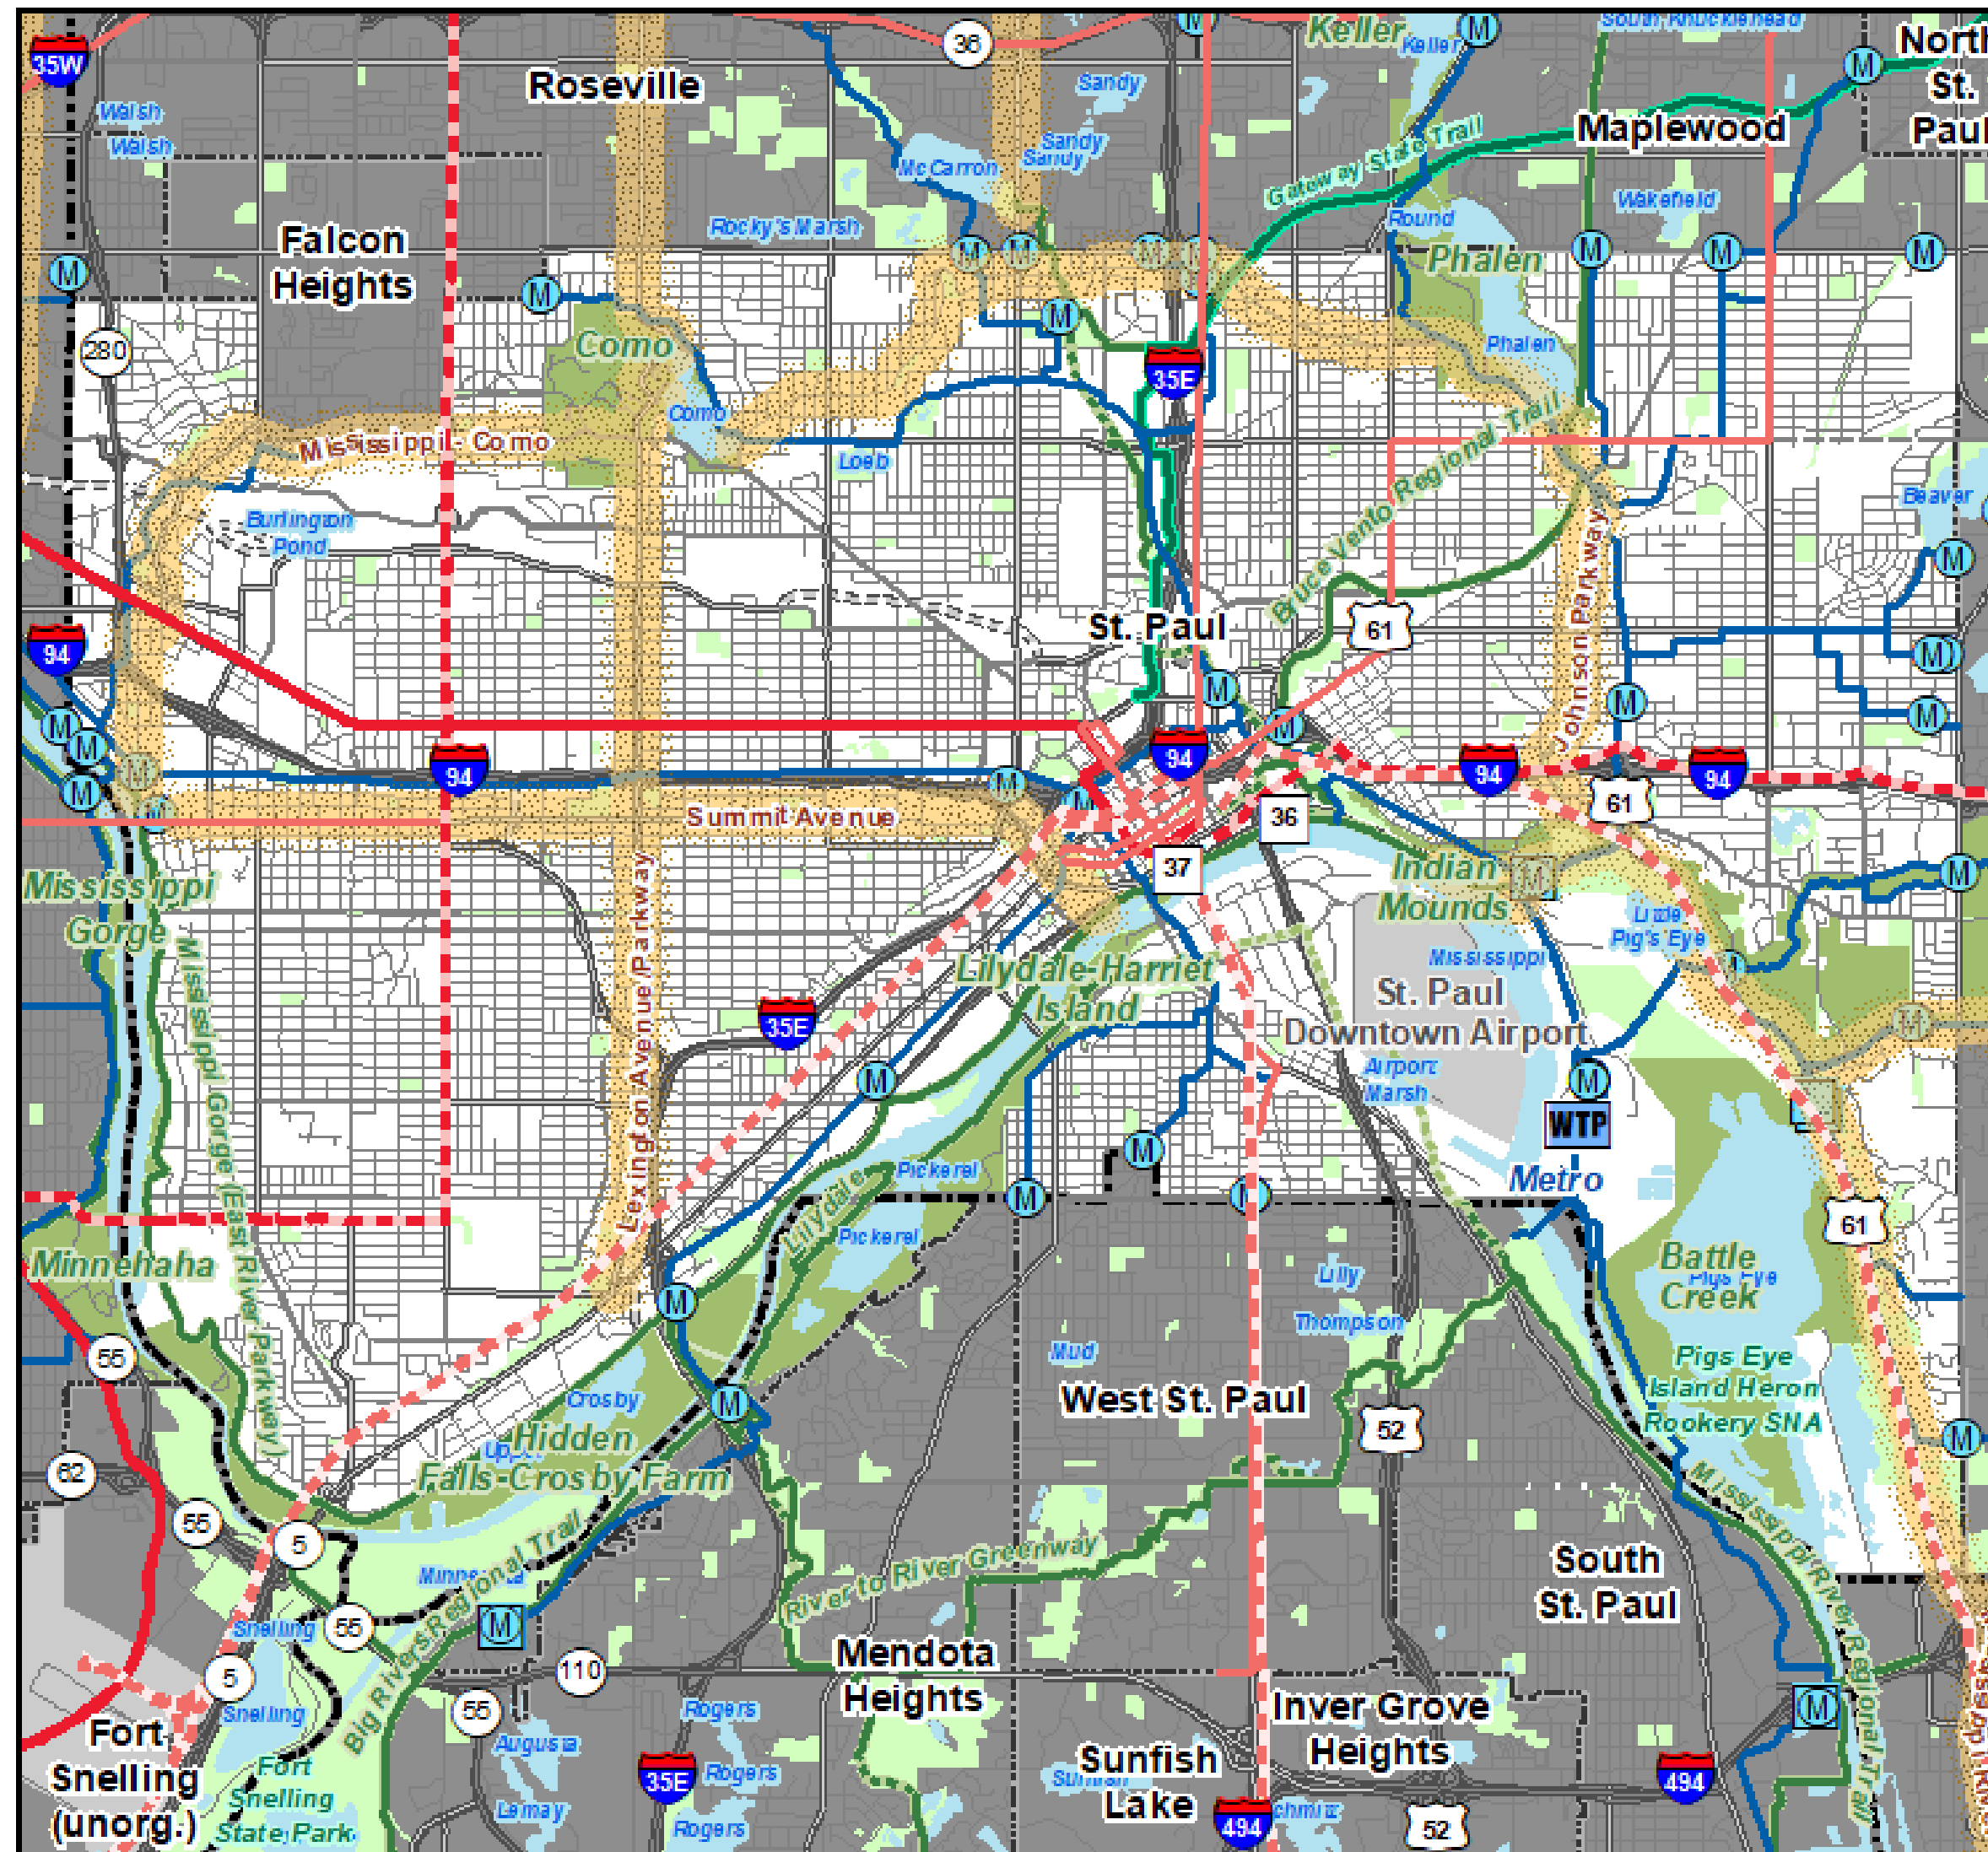 35W
36
Keller
Keller
M
M
North
St.
Paul
Roseville
Sandy
Walsh
Walsh
Sandy
Sandy
Maplewood
M
McCarron
Gateway State Trail
Wakefield
Round
Rocky's Marsh
Falcon
Heights
M
M
M
M
M
M
M
M
M
Phalen
M
M
280
Como
Phalen
35E
Como
Mississippi - Como
Loeb
Bruce Vento Regional Trail
Beaver
Burlington
Pond
M
Johnson Parkway
94
St. Paul
61
M
M
M
M
M
M
M
94
94
94
94
M
M
M
M
M
M
61
Summit Avenue
36
37
Mississippi
Gorge
Indian
Mounds
M
M
Little
Pig's Eye
Mississippi
M
Lilydale-Harriet
Island
St. Paul
Downtown Airport
M
35E
Mississippi Gorge (East River Parkway)
Lexington Avenue Parkway
Airport
Marsh
M
M
WTP
M
Pickerel
Metro
M
M
61
Lilydale
Pickerel
Minnehaha
Battle
Creek
Pigs Eye
Lilly
Thompson
M
55
Mud
Pigs Eye
Island Heron
Rookery SNA
Crosby
M
West St. Paul
52
M
Hidden
Falls-Crosby Farm
Upper
62
55
5
Big Rivers Regional Trail
River to River Greenway
Mississippi River Regional Trail
South
St. Paul
55
Snelling
M
5
110
Mendota
Heights
55
Snelling
Rogers
Inver Grove
Heights
M
Fort
Snelling
(unorg.)
Augusta
Fort
Snelling
State Park
35E
Rogers
Sunfish
Lake
494
Lemay
Rogers
494
52